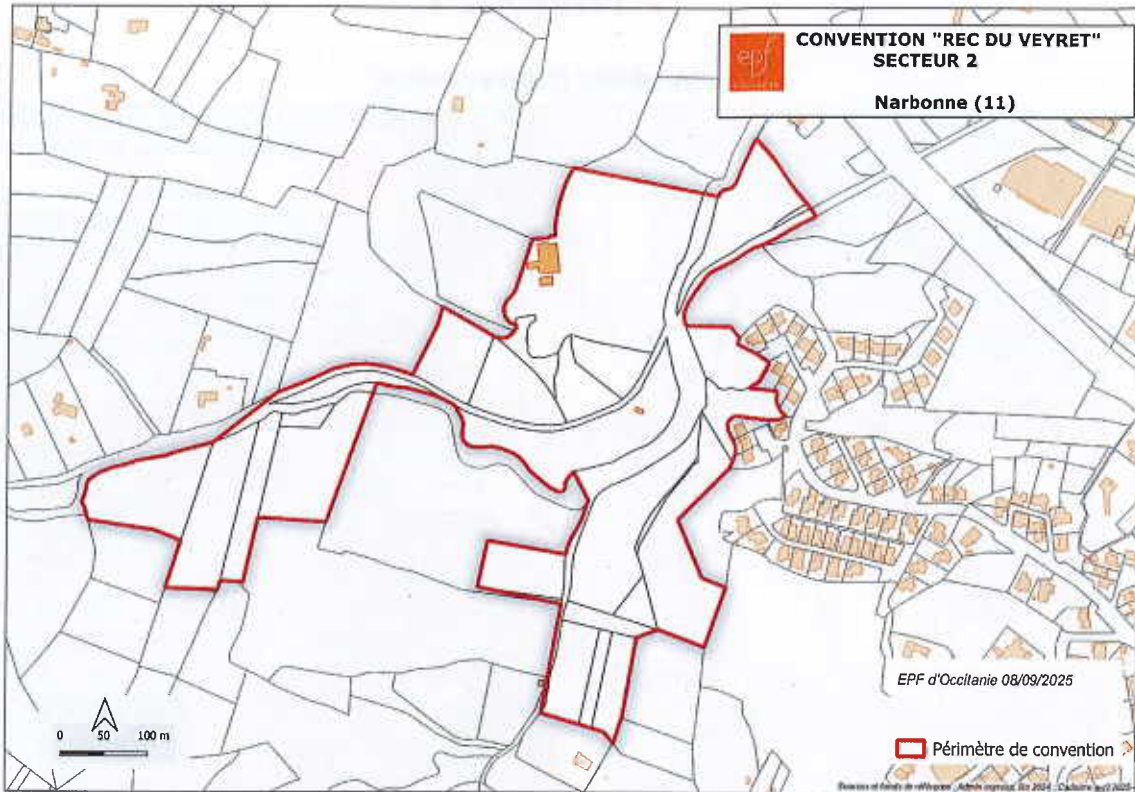 epf
CONVENTION "REC DU VEYRET"
SECTEUR 2
Narbonne (11)
0 50 100 m
EPF d'Occitanie 08/09/2025
Périmètre de convention